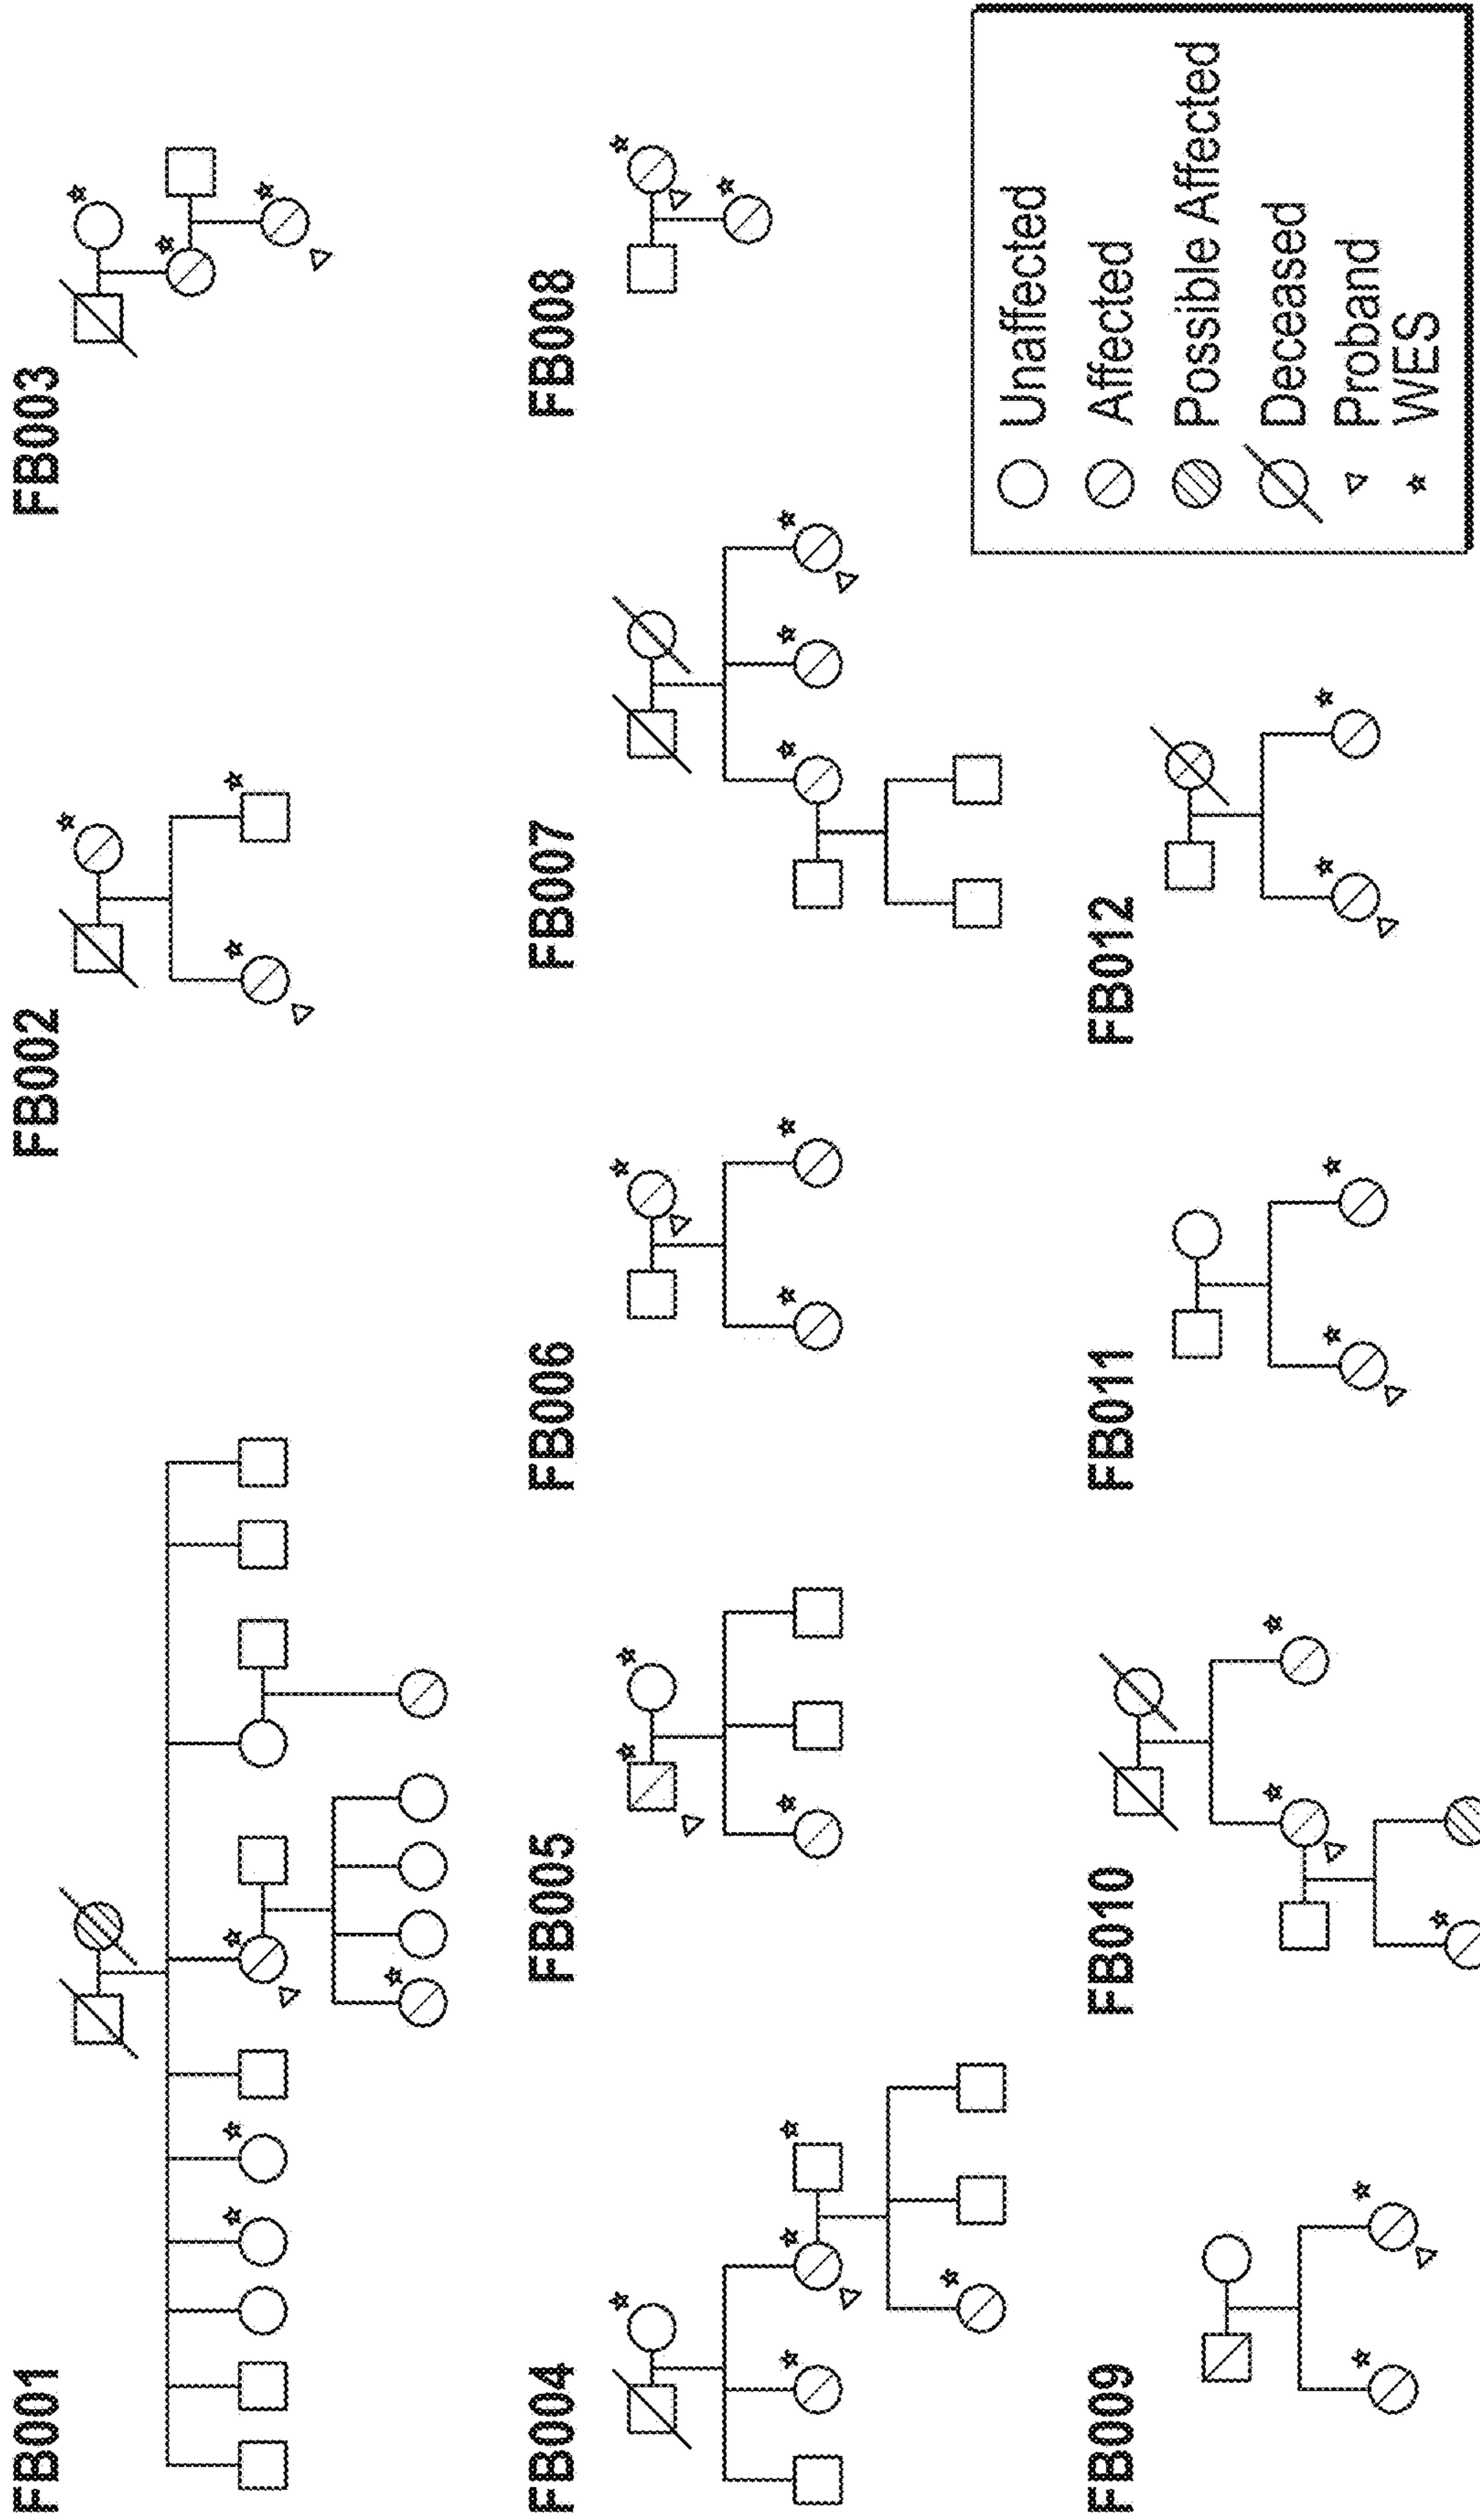 FB001
FB002
FB003
FB004
FB005
FB006
FB007
FB008
FB009
FB010
FB011
FB012
Unaffected
Affected
Possible Affected
Deceased
Proband
WES